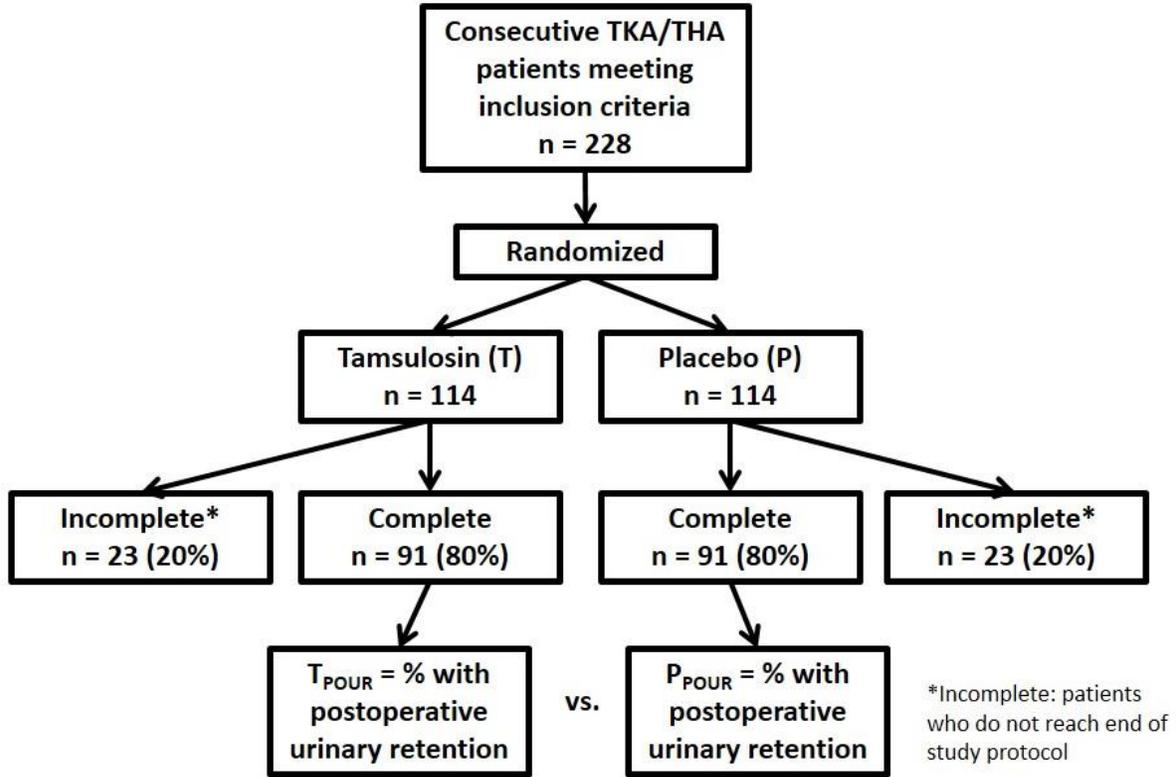 Consecutive TKA/THA
patients meeting
inclusion criteria
n = 228
Randomized
Tamsulosin (T)
n = 114
Placebo (P)
n = 114
Incomplete*
n = 23 (20%)
Complete
n = 91 (80%)
Complete
n = 91 (80%)
Incomplete*
n = 23 (20%)
TPOUR = % with
postoperative
urinary retention
vs.
PPOUR = % with
postoperative
urinary retention
*Incomplete: patients
who do not reach end of
study protocol